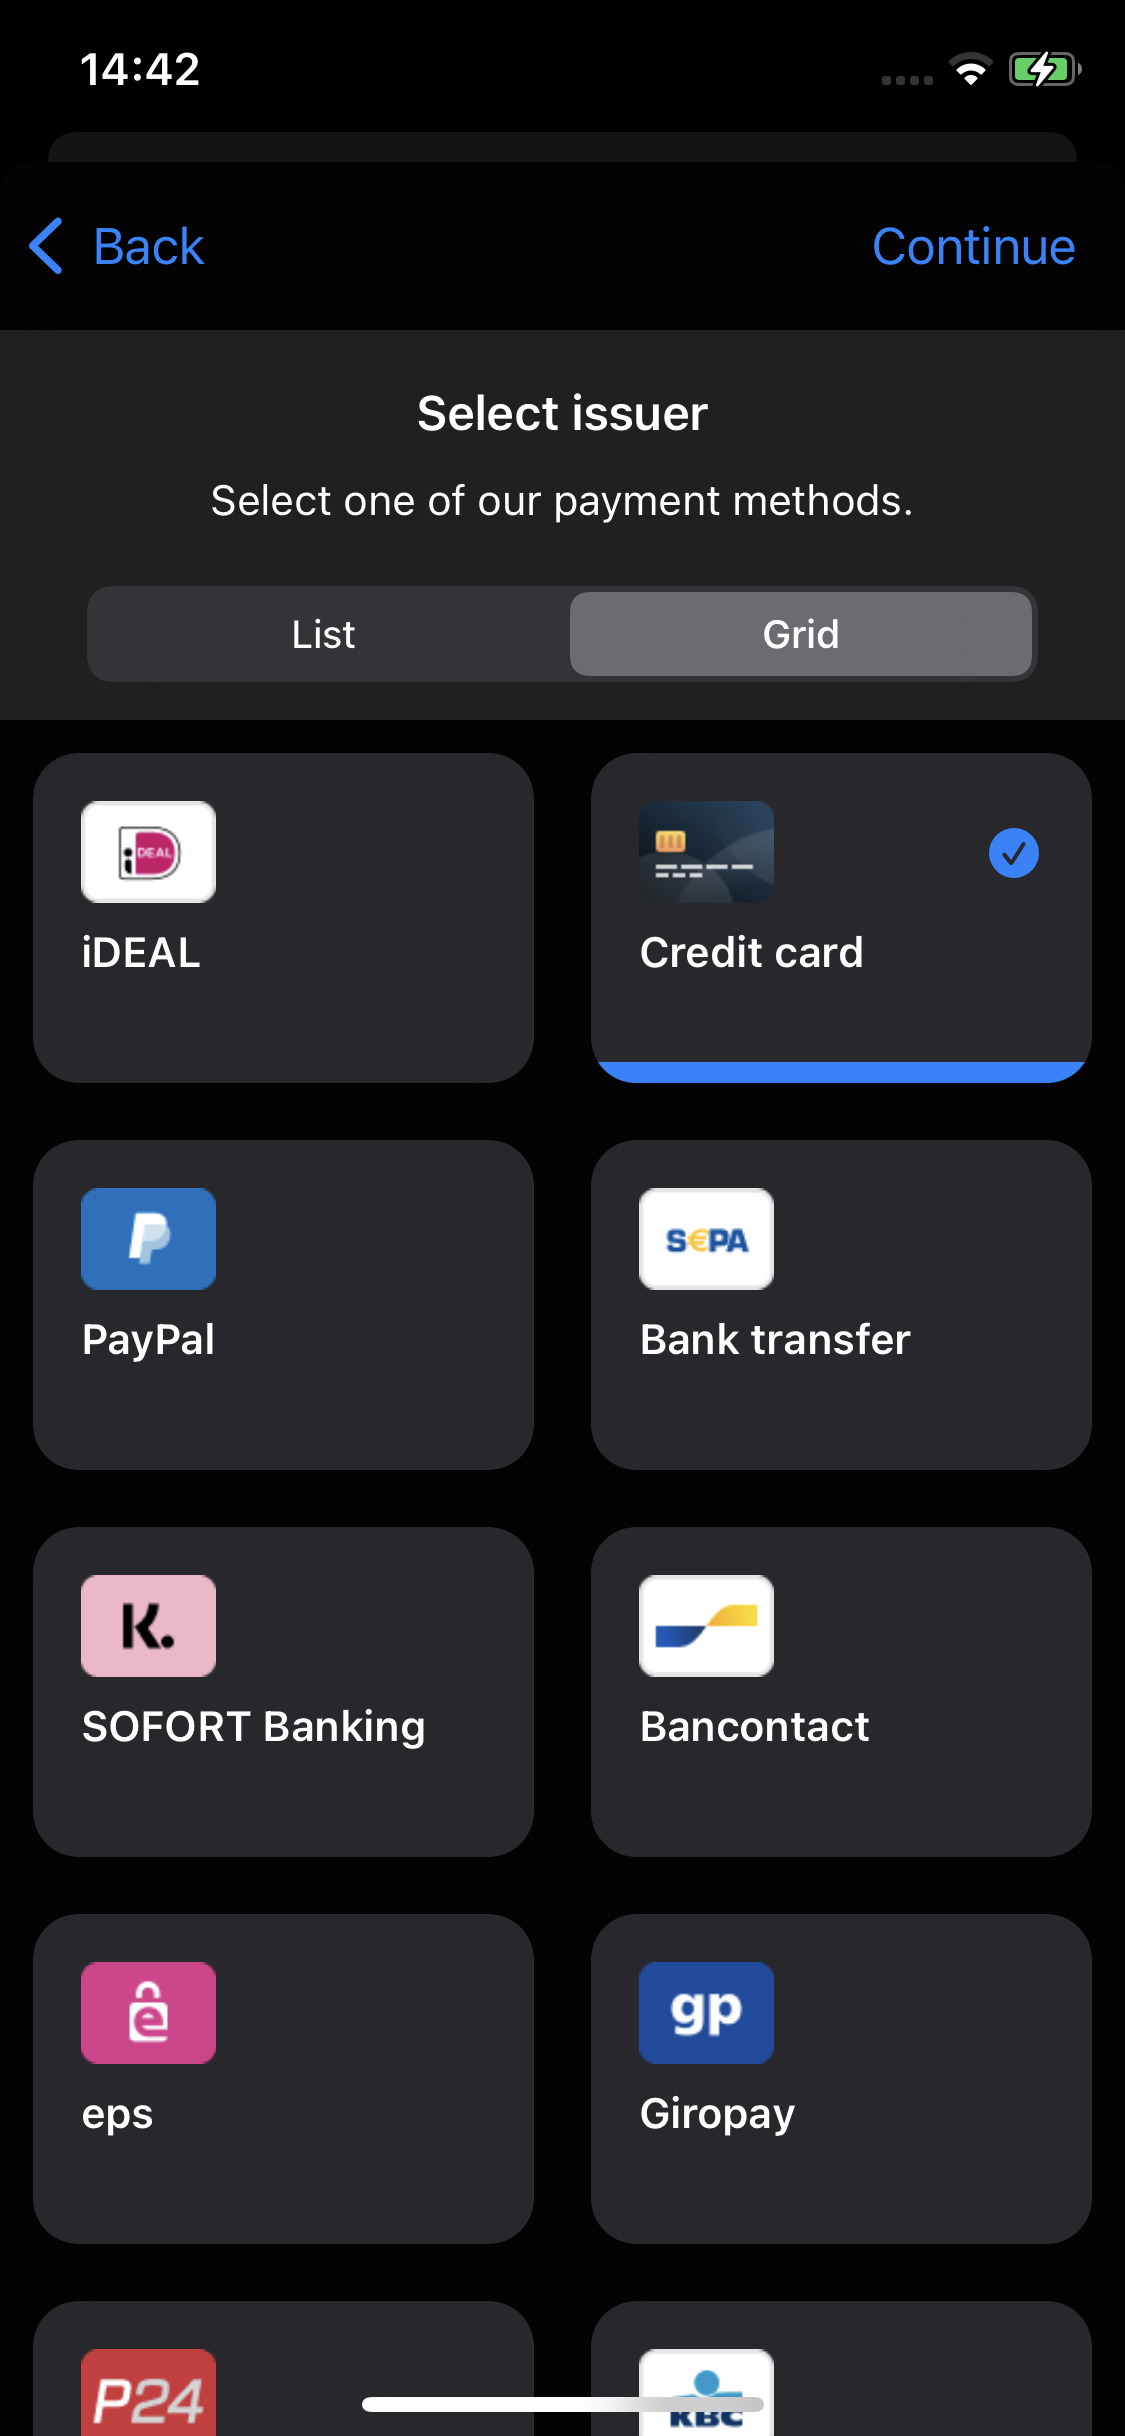 14:42
Back
Continue
Select issuer
Select one of our payment methods.
List
Grid
iDEAL
iDEAL
Credit card
P
PayPal
S€PA
Bank transfer
K.
SOFORT Banking
Bancontact
e
eps
gp
Giropay
P24
KBC